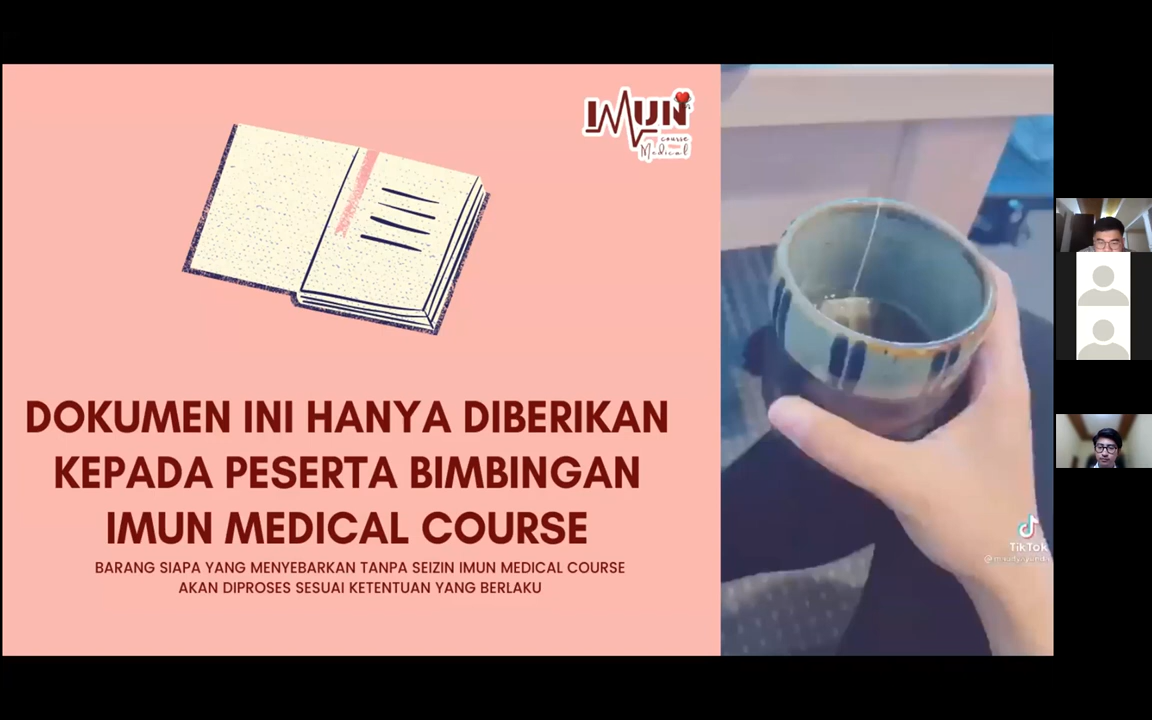 IMUN
course
Medical
DOKUMEN INI HANYA DIBERIKAN
KEPADA PESERTA BIMBINGAN
IMUN MEDICAL COURSE
BARANG SIAPA YANG MENYEBARKAN TANPA SEIZIN IMUN MEDICAL COURSE
AKAN DIPROSES SESUAI KETENTUAN YANG BERLAKU
TikTok